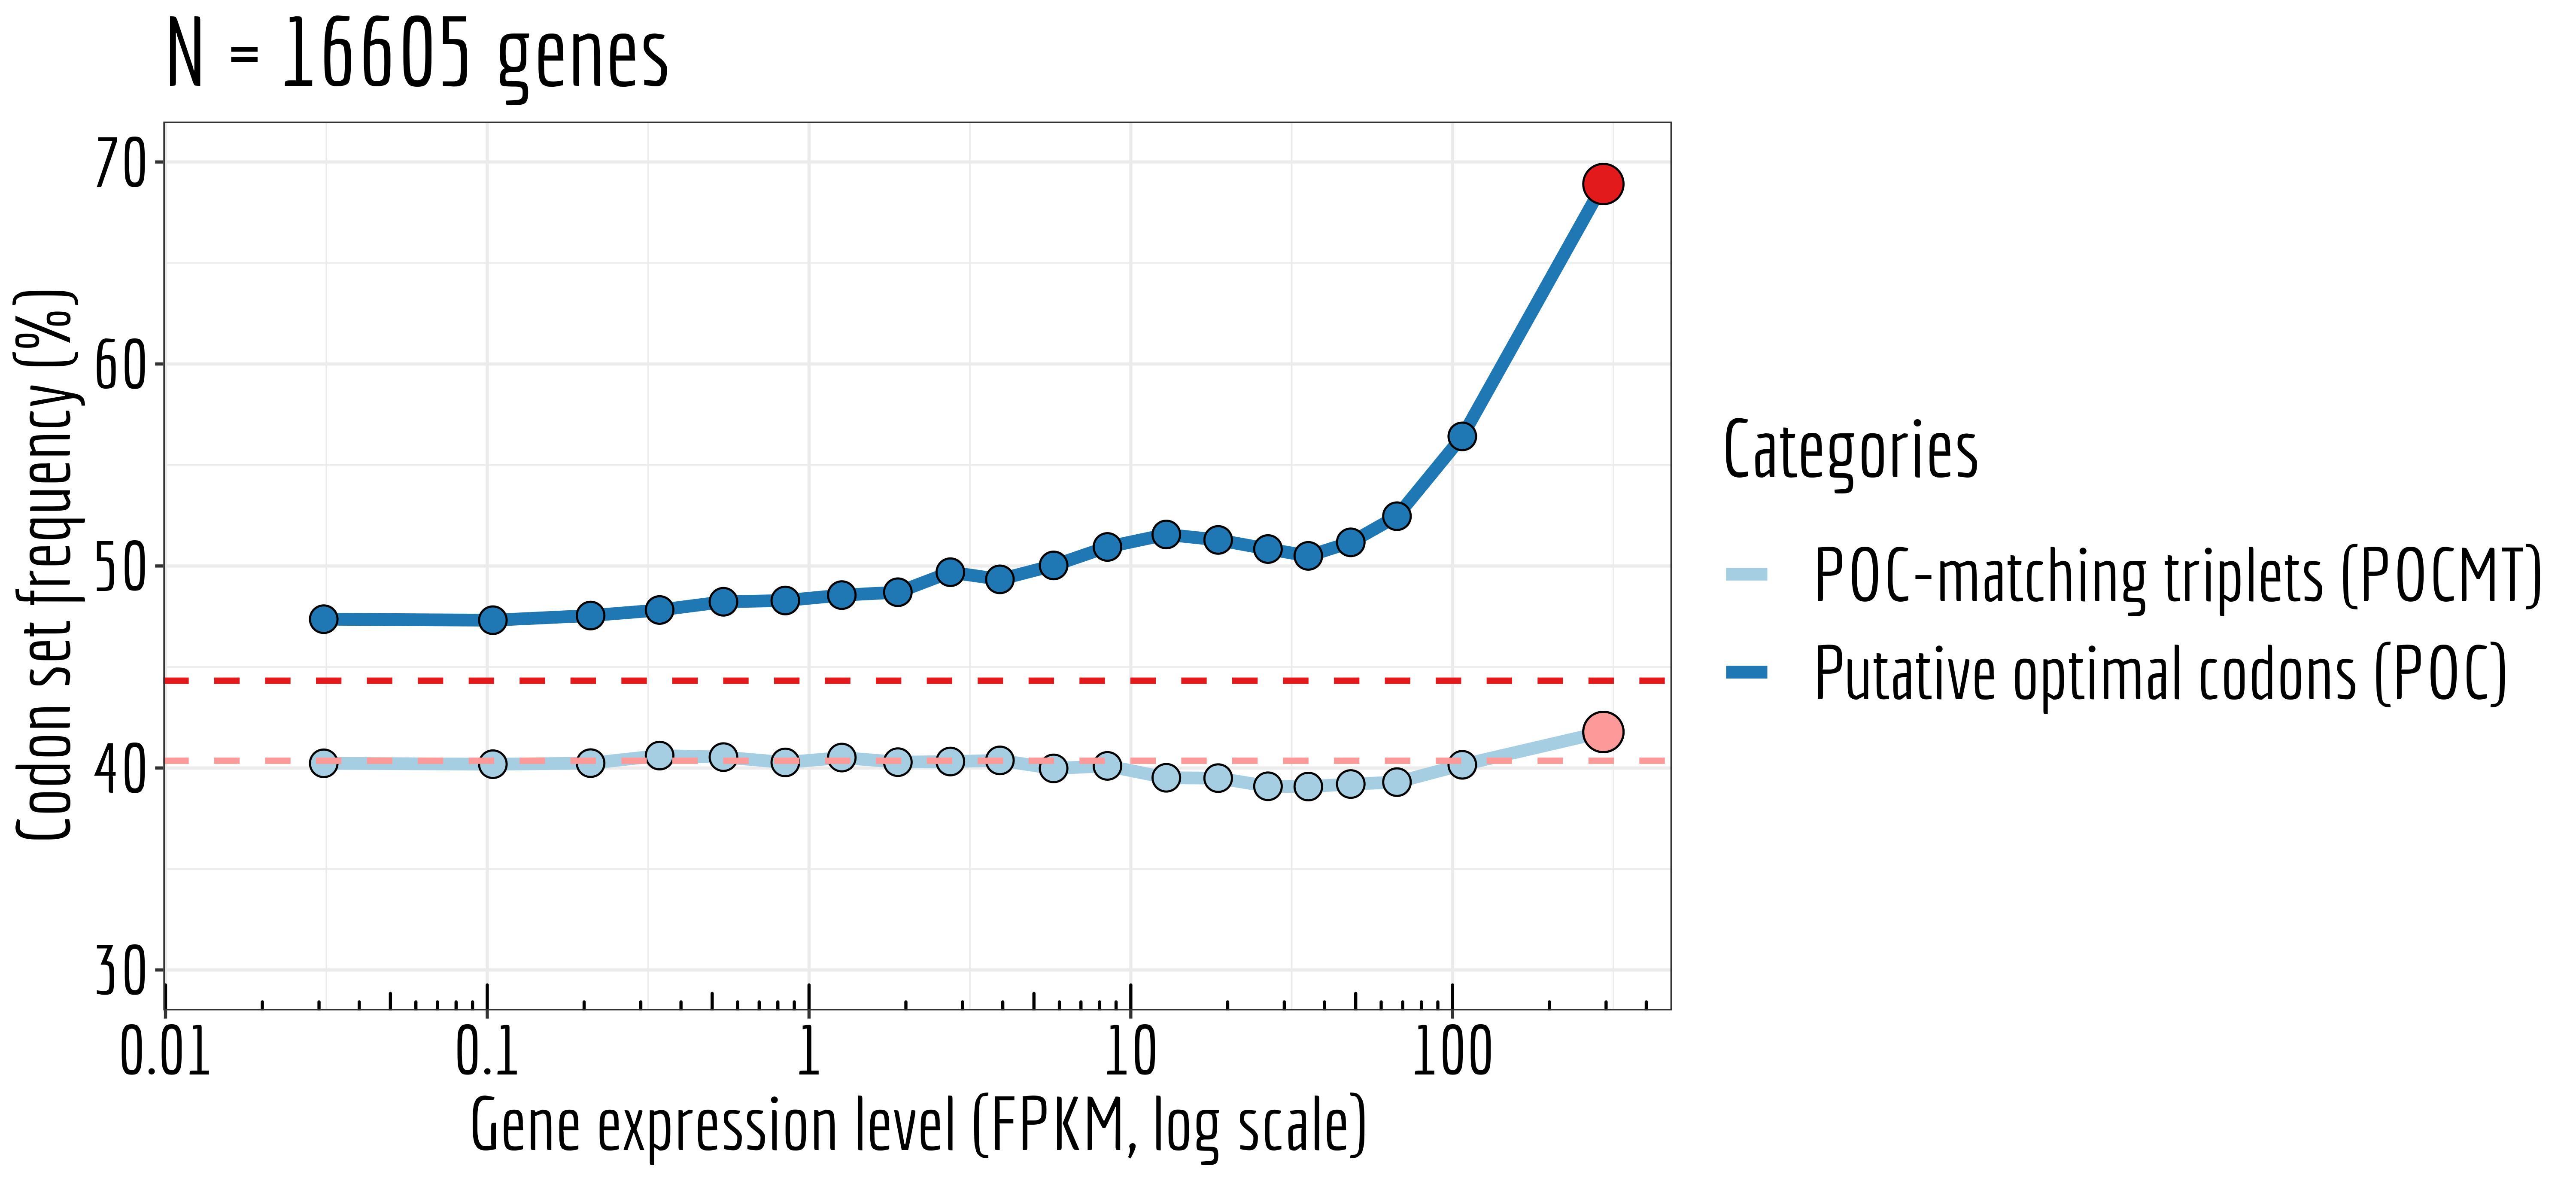 N = 16605 genes
Codon set frequency (%)
70
60
50
40
30
0.01
0.1
1
10
100
Gene expression level (FPKM, log scale)
Categories
POC-matching triplets (POCMT)
Putative optimal codons (POC)